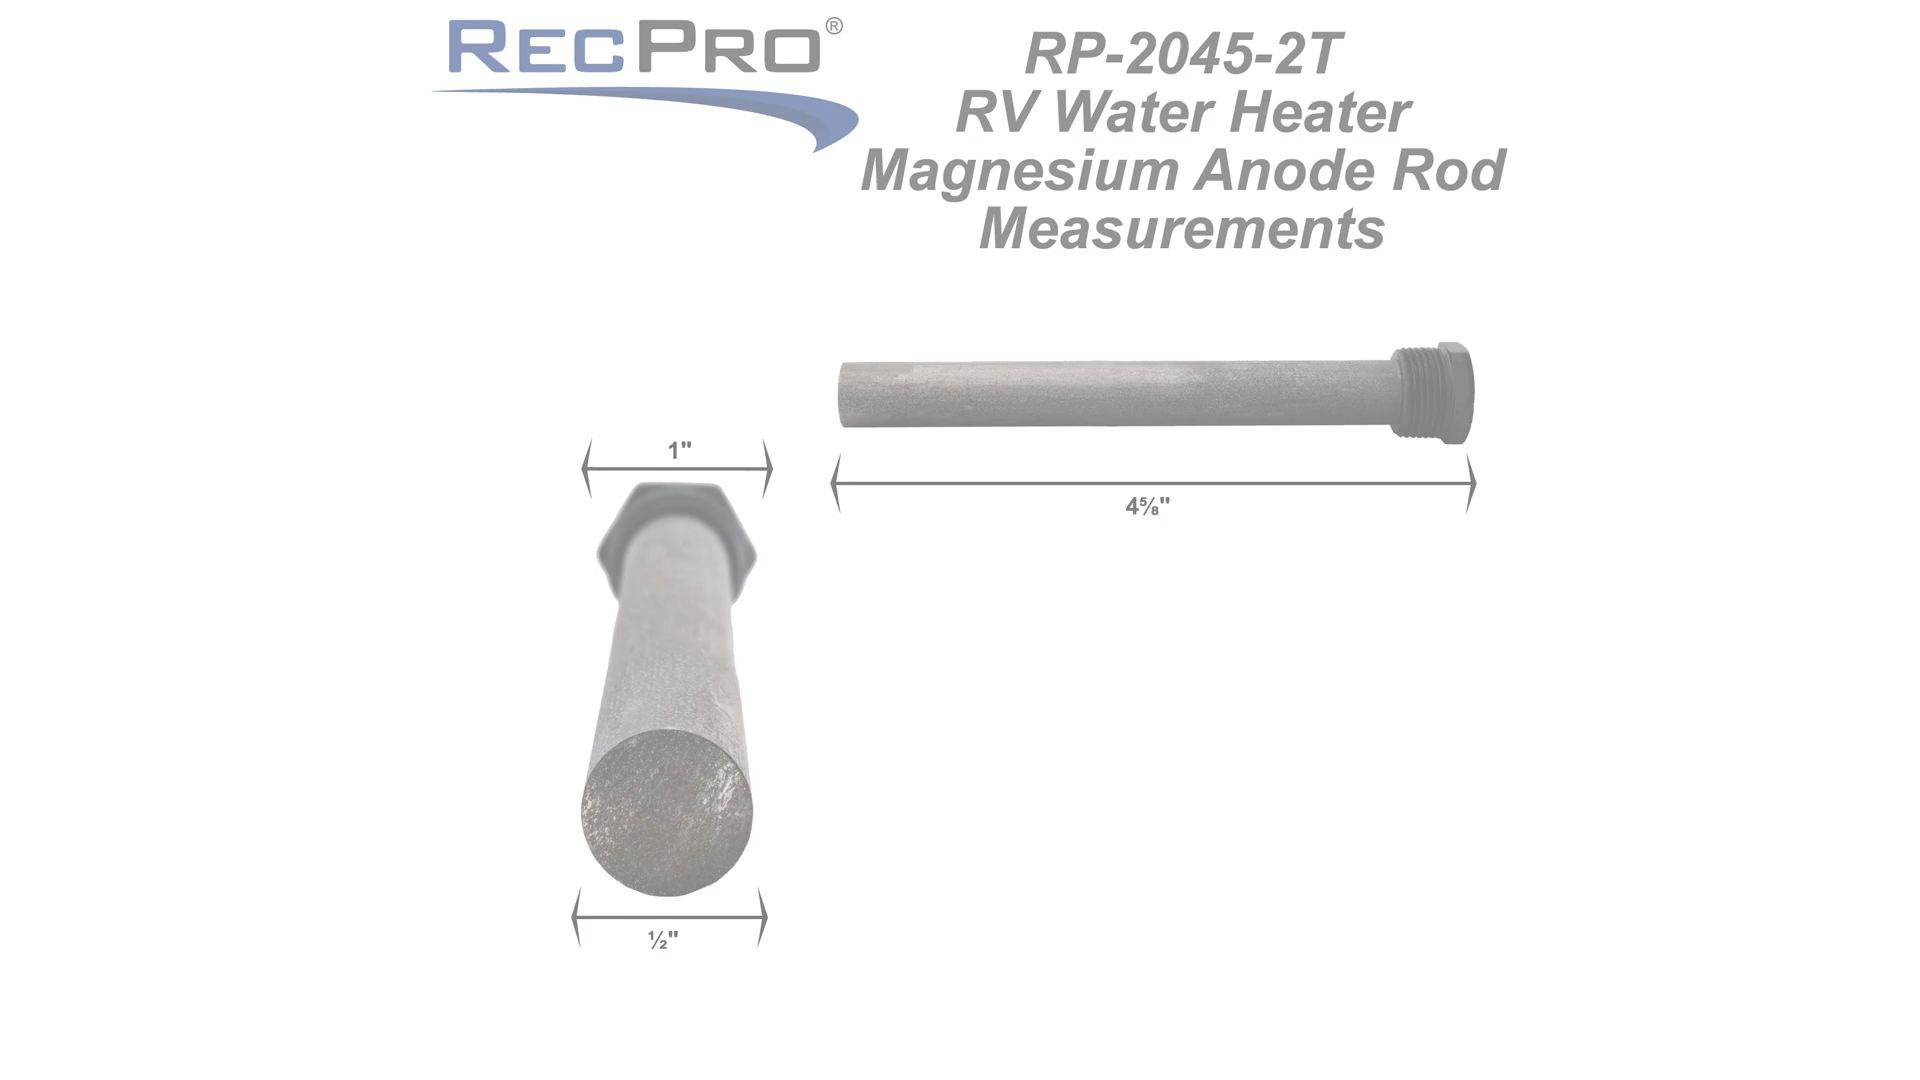 RECPRO®
RP-2045-2T
RV Water Heater
Magnesium Anode Rod
Measurements
1"
4⅝"
½"